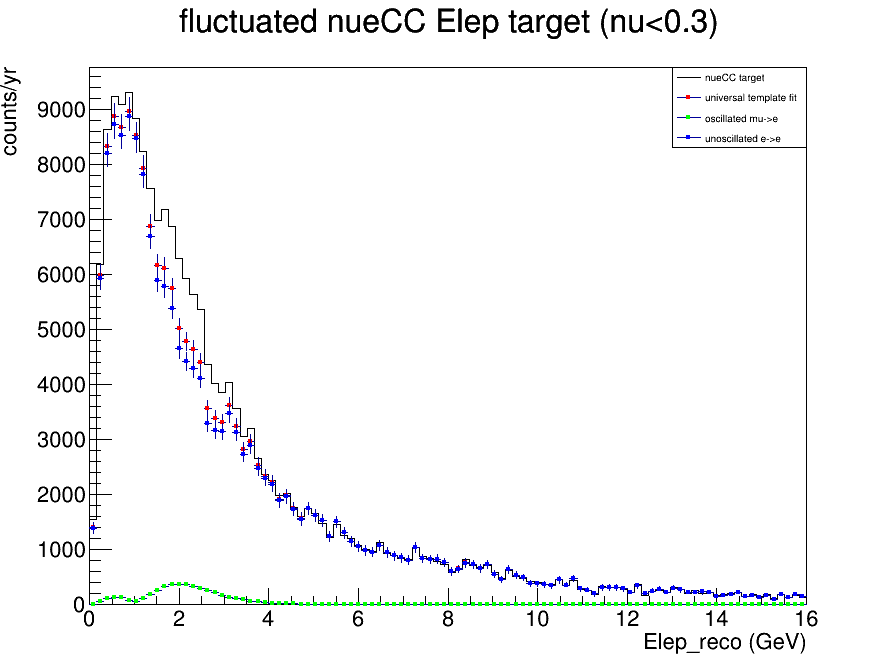 fluctuated nueCC Elep target (nu<0.3)
counts/yr
nueCC target
universal template fit
oscillated mu->e
unoscillated e->e
9000
8000
7000
6000
5000
4000
3000
2000
1000
0
0 2 4 6 8 10 12 14 16
Elep_reco (GeV)